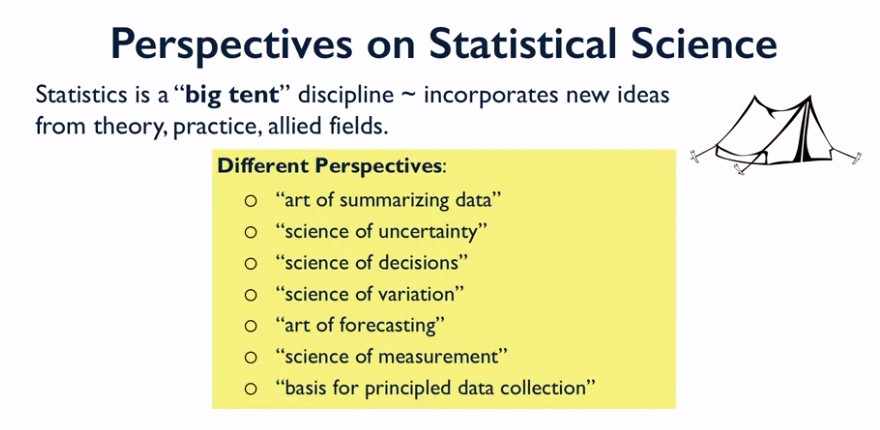 Perspectives on Statistical Science
Statistics is a “big tent” discipline ~ incorporates new ideas
from theory, practice, allied fields.
Different Perspectives:
○ “art of summarizing data”
○ “science of uncertainty”
○ “science of decisions”
○ “science of variation”
○ “art of forecasting”
○ “science of measurement”
○ “basis for principled data collection”